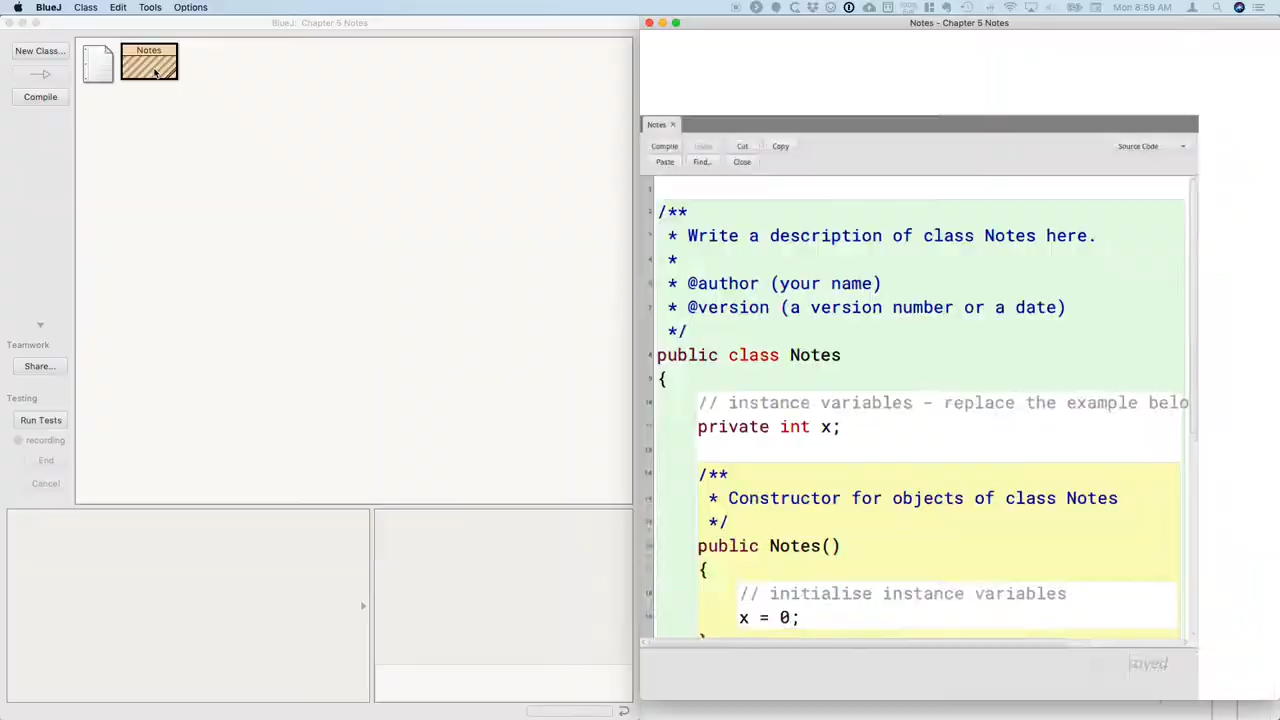 BlueJ Class Edit Tools Options
Mon 8:59 AM
BlueJ: Chapter 5 Notes
New Class...
Compile
Teamwork
Share...
Testing
Run Tests
recording
End
Cancel
Notes
Notes - Chapter 5 Notes
Notes
Compile Cut Copy
Paste Find... Close
Source Code
/**
* Write a description of class Notes here.
*
* @author (your name)
* @version (a version number or a date)
*/
public class Notes
{
// instance variables - replace the example belo
private int x;
/**
* Constructor for objects of class Notes
*/
public Notes()
{
// initialise instance variables
x = 0;